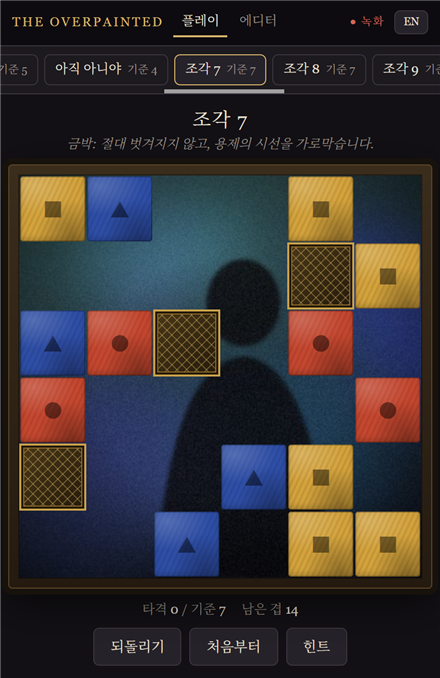 THE OVERPAINTED 플레이 에디터 녹화 EN
기준 5 아직 아니야 기준 4 조각 7 기준 7 조각 8 기준 7 조각 9
조각 7
금박: 절대 벗겨지지 않고, 용제의 시선을 가로막습니다.
타격 0 / 기준 7 남은 겹 14
되돌리기 처음부터 힌트